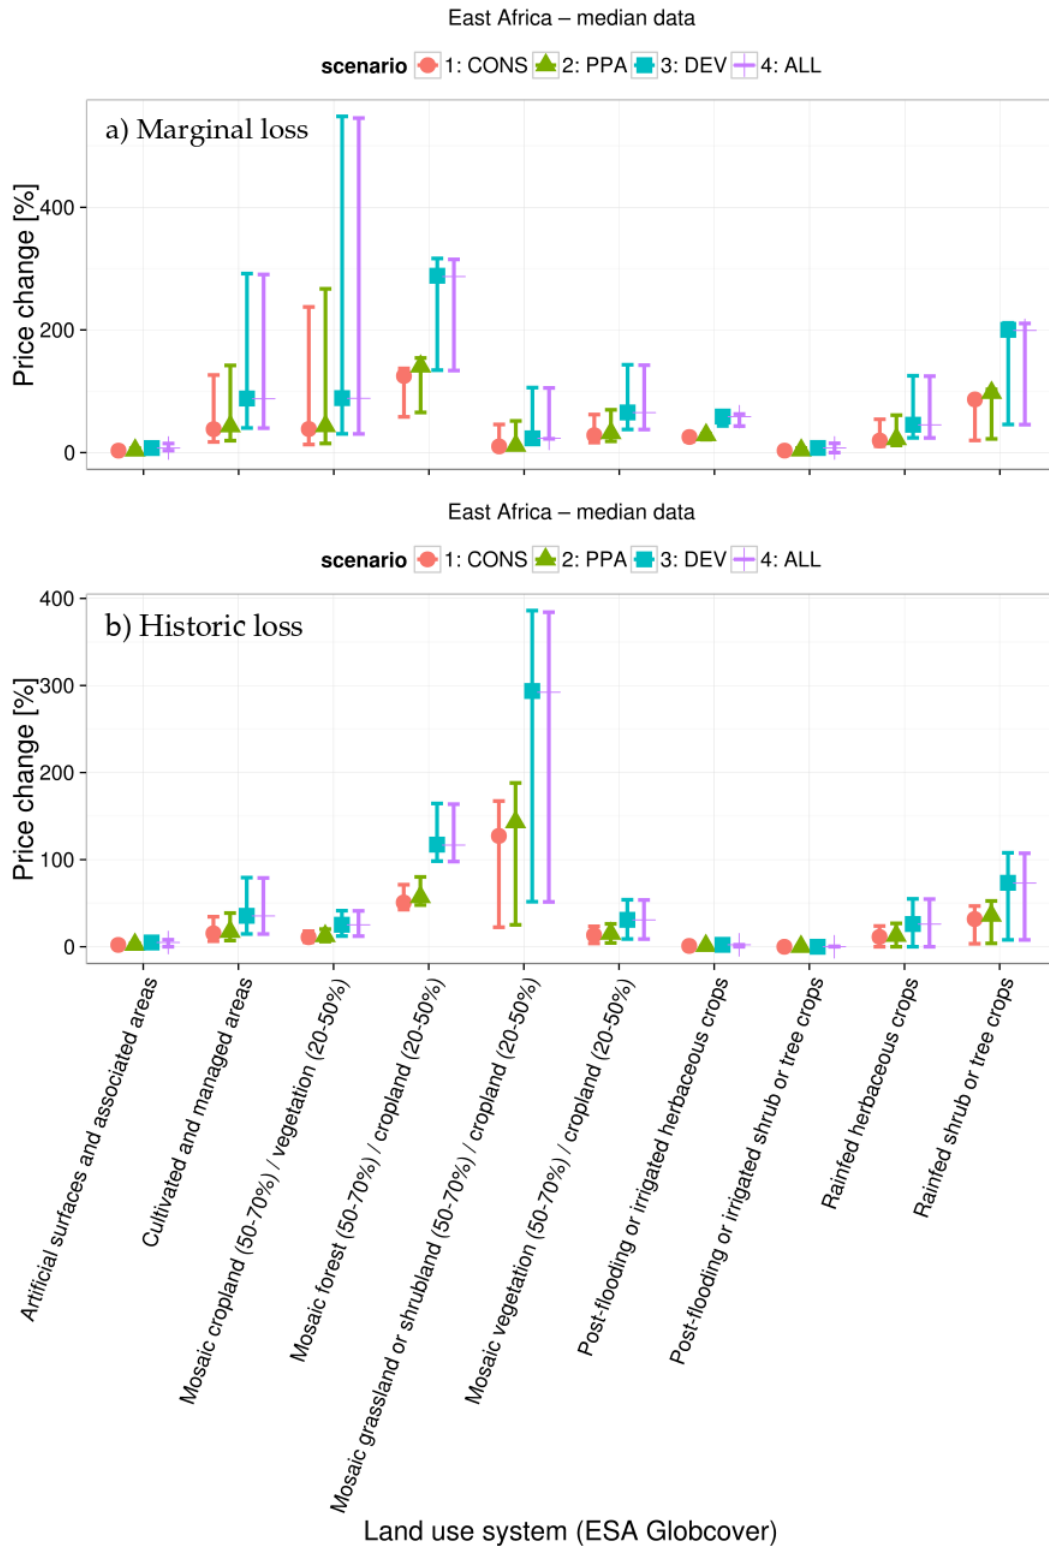 East Africa – median data
scenario 1: CONS 2: PPA 3: DEV 4: ALL
a) Marginal loss
Price change [%]
400
200
0
East Africa – median data
scenario 1: CONS 2: PPA 3: DEV 4: ALL
b) Historic loss
Price change [%]
400
300
200
100
0
Artificial surfaces and associated areas
Cultivated and managed areas
Mosaic cropland (50-70%) / vegetation (20-50%)
Mosaic forest (50-70%) / cropland (20-50%)
Mosaic grassland or shrubland (50-70%) / cropland (20-50%)
Mosaic vegetation (50-70%) / cropland (20-50%)
Post-flooding or irrigated herbaceous crops
Post-flooding or irrigated shrub or tree crops
Rainfed herbaceous crops
Rainfed shrub or tree crops
Land use system (ESA Globcover)